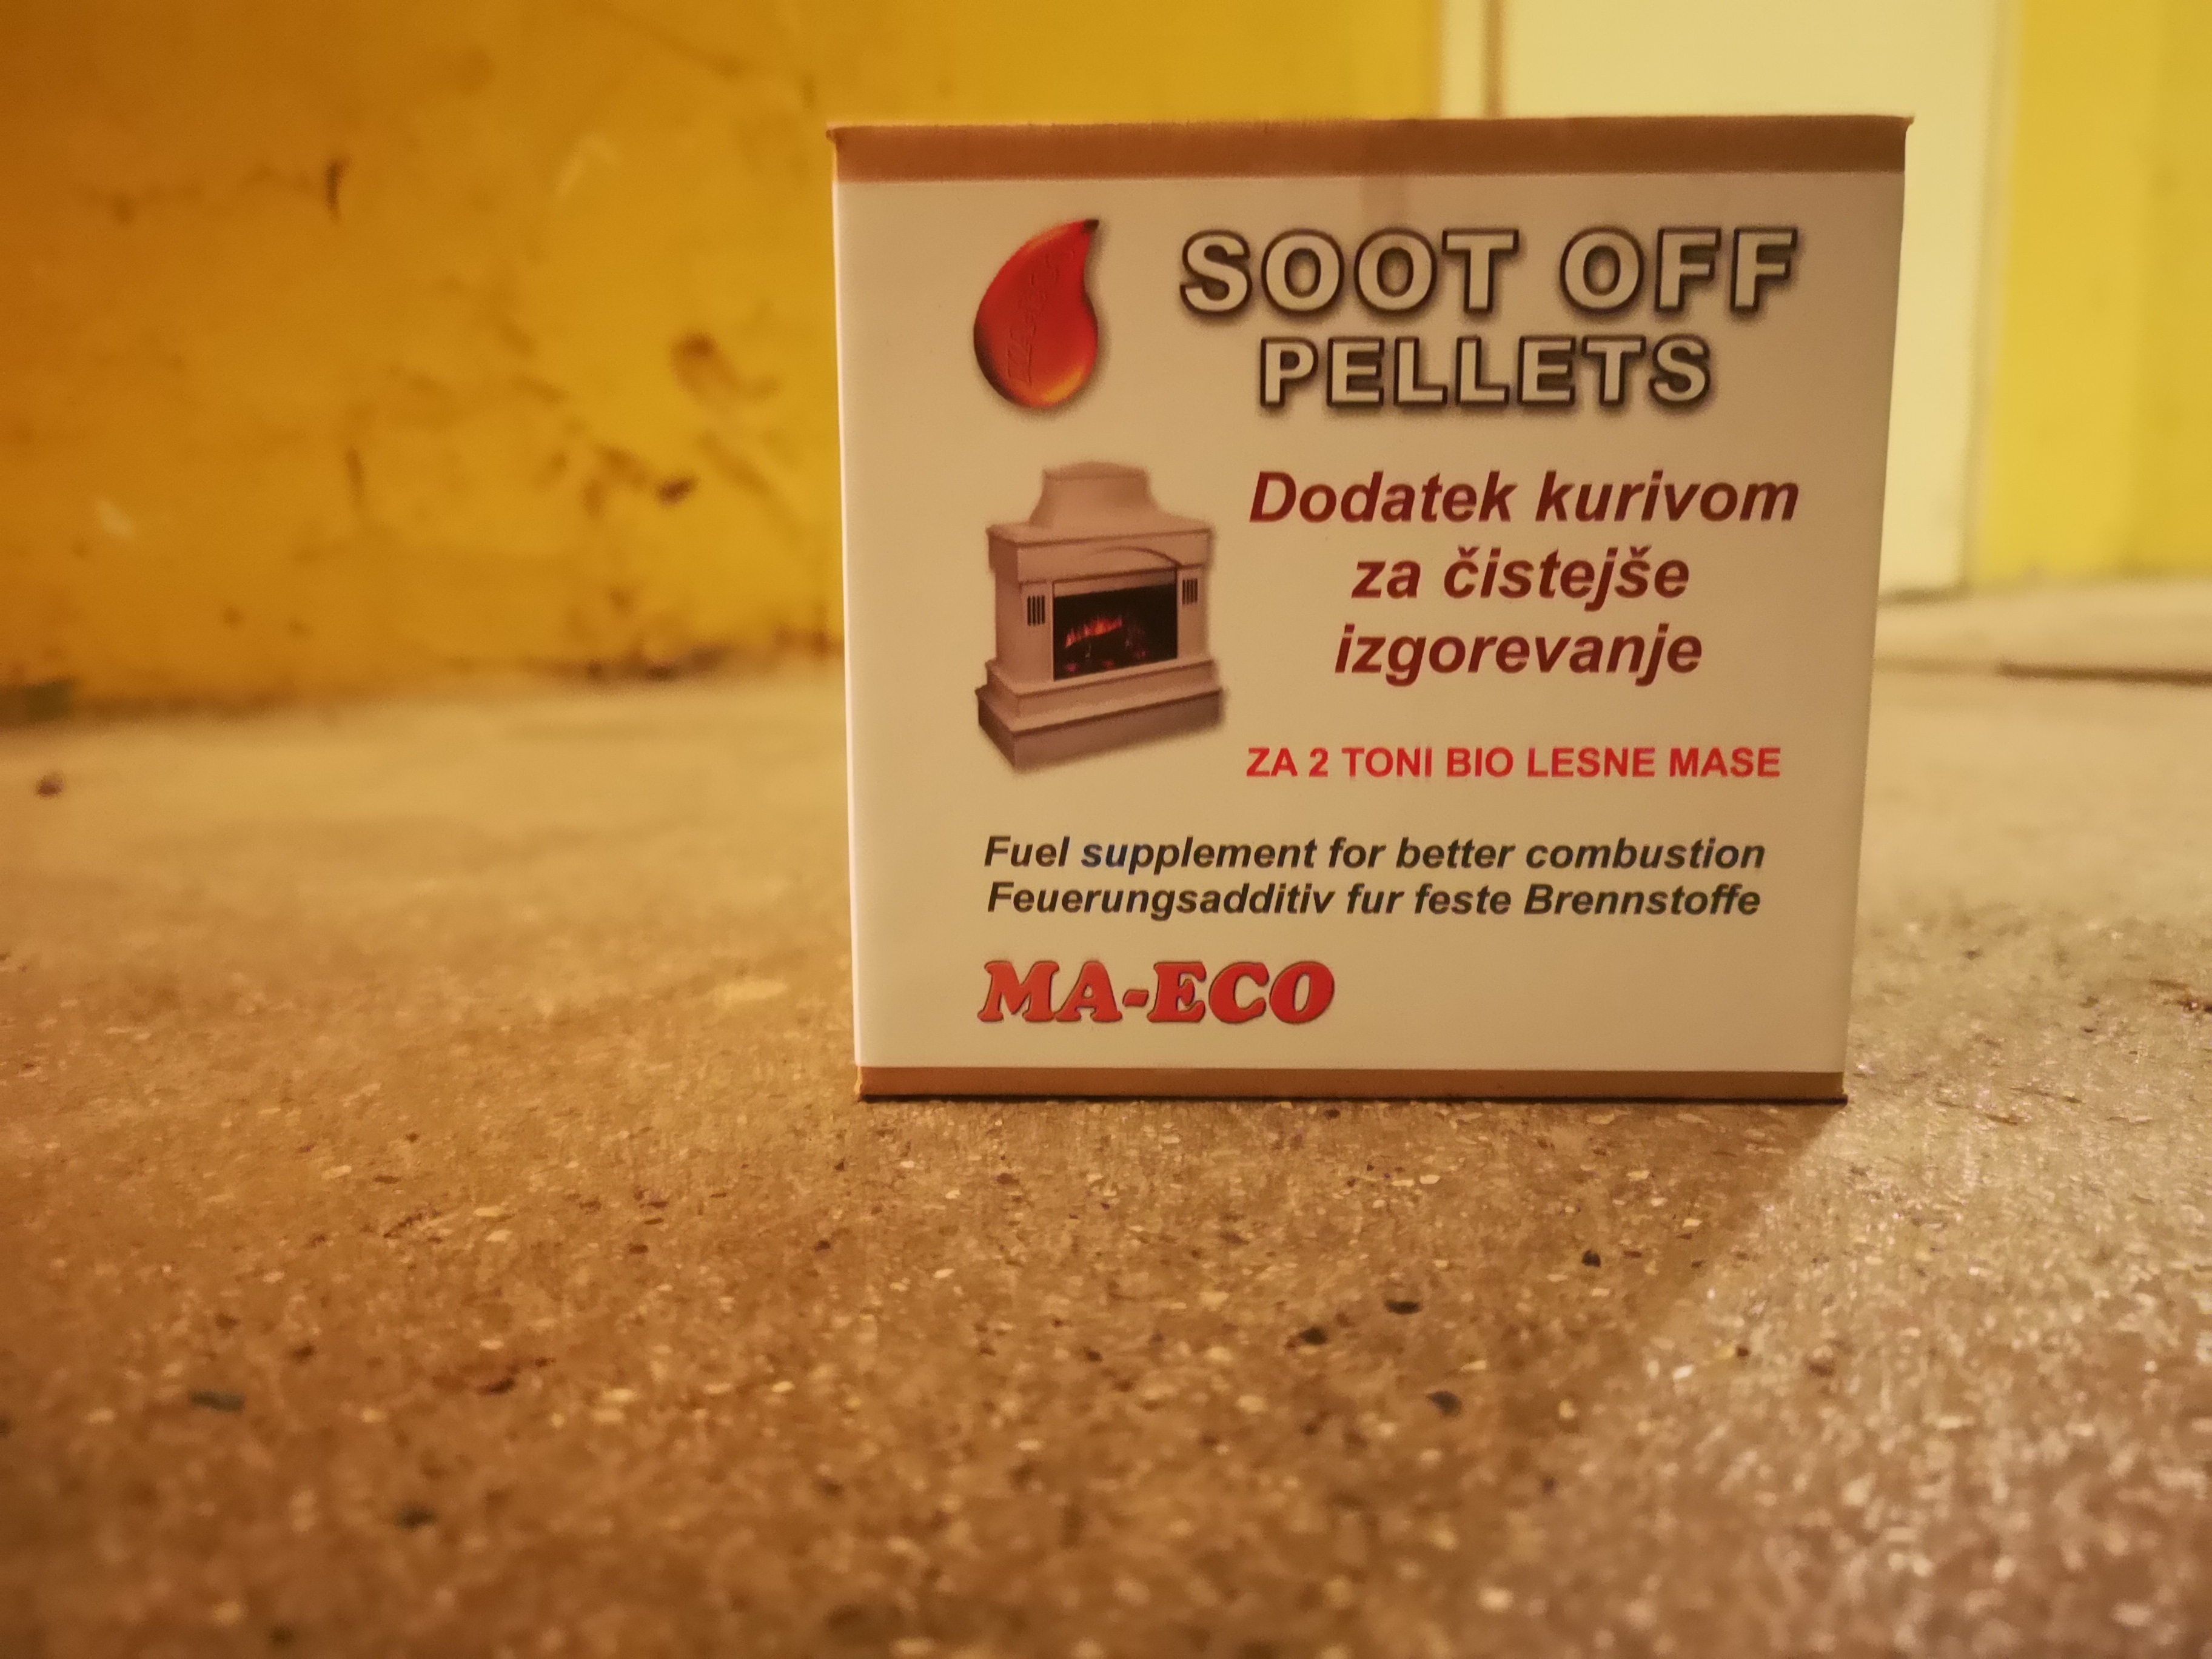 SOOT OFF
PELLETS
Dodatek kurivom
za čistejše
izgorevanje
ZA 2 TONI BIO LESNE MASE
Fuel supplement for better combustion
Feuerungsadditiv fur feste Brennstoffe
MA-ECO